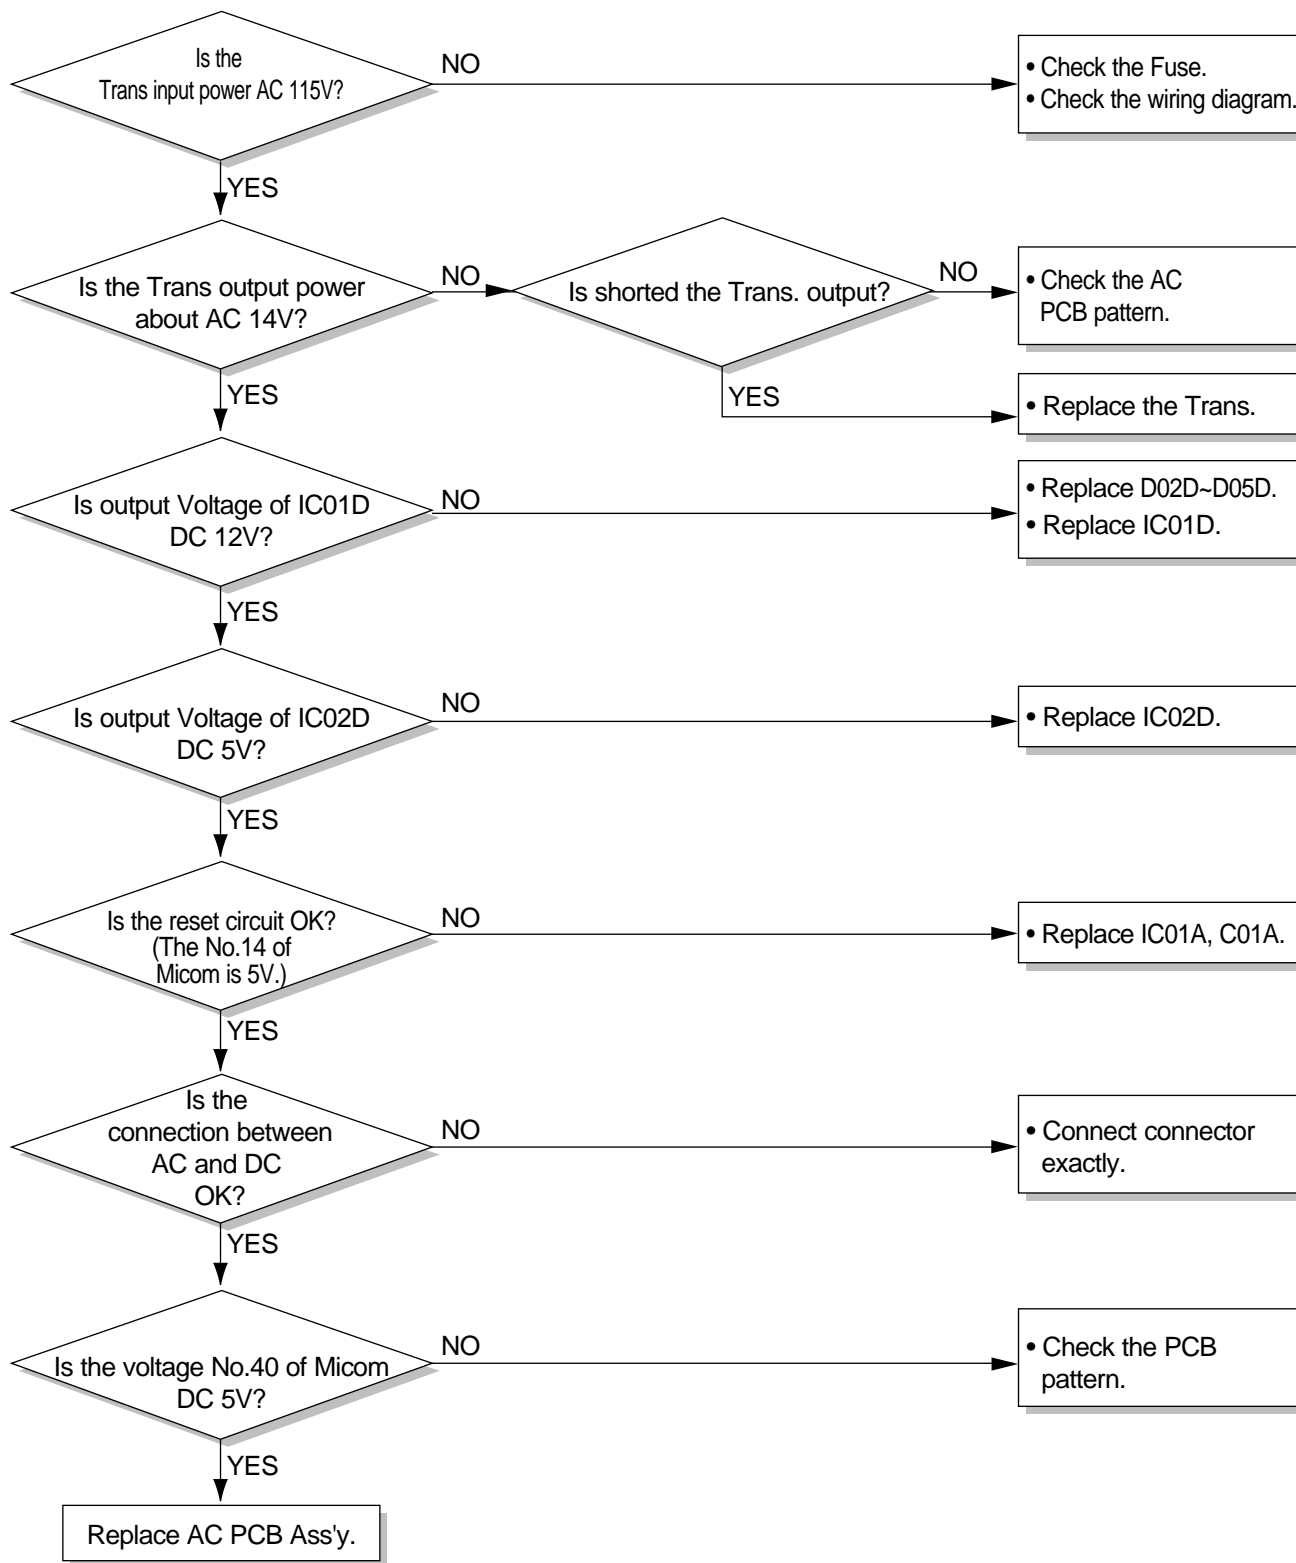 Is the
Trans input power AC 115V?
NO
• Check the Fuse.
• Check the wiring diagram.
YES
Is the Trans output power
about AC 14V?
NO
Is shorted the Trans. output?
NO
• Check the AC
PCB pattern.
YES
YES
• Replace the Trans.
Is output Voltage of IC01D
DC 12V?
NO
• Replace D02D~D05D.
• Replace IC01D.
YES
Is output Voltage of IC02D
DC 5V?
NO
• Replace IC02D.
YES
Is the reset circuit OK?
(The No.14 of
Micom is 5V.)
NO
• Replace IC01A, C01A.
YES
Is the
connection between
AC and DC
OK?
NO
• Connect connector
exactly.
YES
Is the voltage No.40 of Micom
DC 5V?
NO
• Check the PCB
pattern.
YES
Replace AC PCB Ass'y.